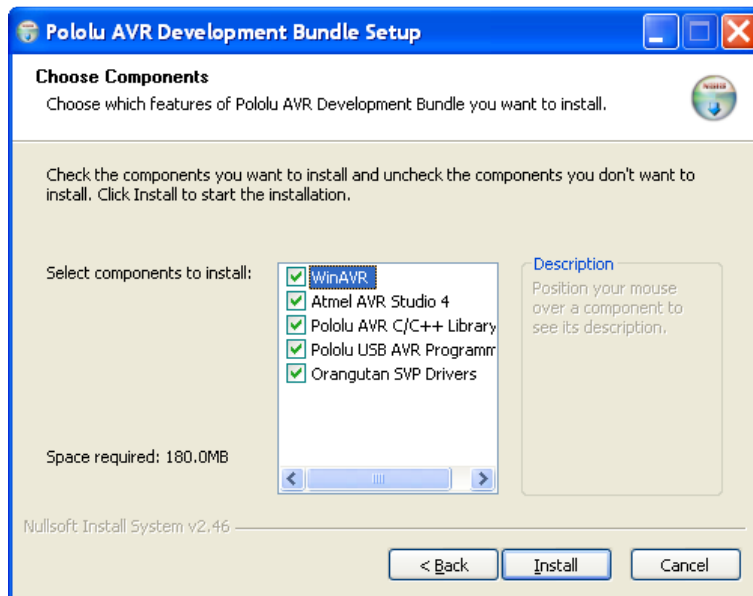 Pololu AVR Development Bundle Setup
Choose Components
Choose which features of Pololu AVR Development Bundle you want to install.
Check the components you want to install and uncheck the components you don't want to
install. Click Install to start the installation.
Select components to install:
WinAVR
Atmel AVR Studio 4
Pololu AVR C/C++ Library
Pololu USB AVR Programm
Orangutan SVP Drivers
Description
Position your mouse
over a component to
see its description.
Space required: 180.0MB
Nullsoft Install System v2.46
< Back
Install
Cancel